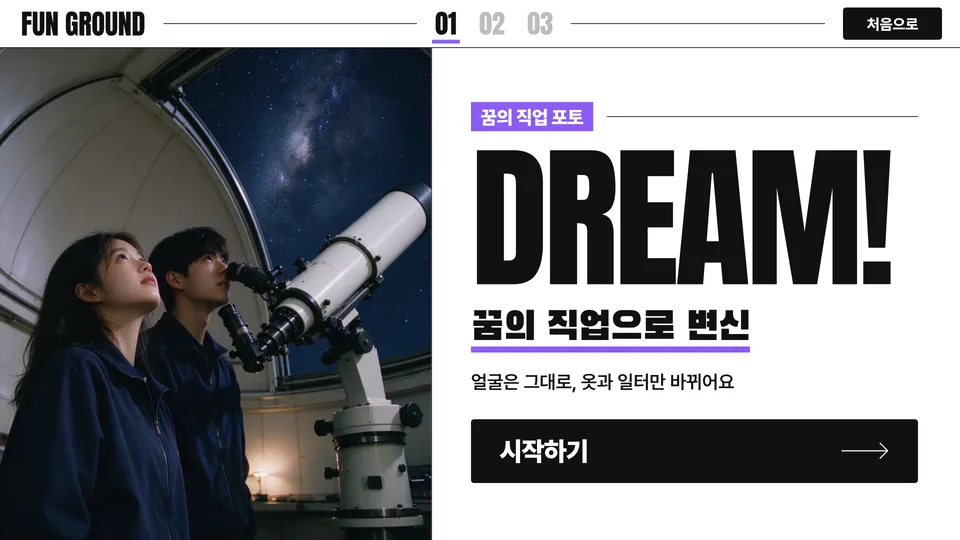 FUN GROUND
01 02 03
처음으로
꿈의 직업 포토
DREAM!
꿈의 직업으로 변신
얼굴은 그대로, 옷과 일터만 바뀌어요
시작하기